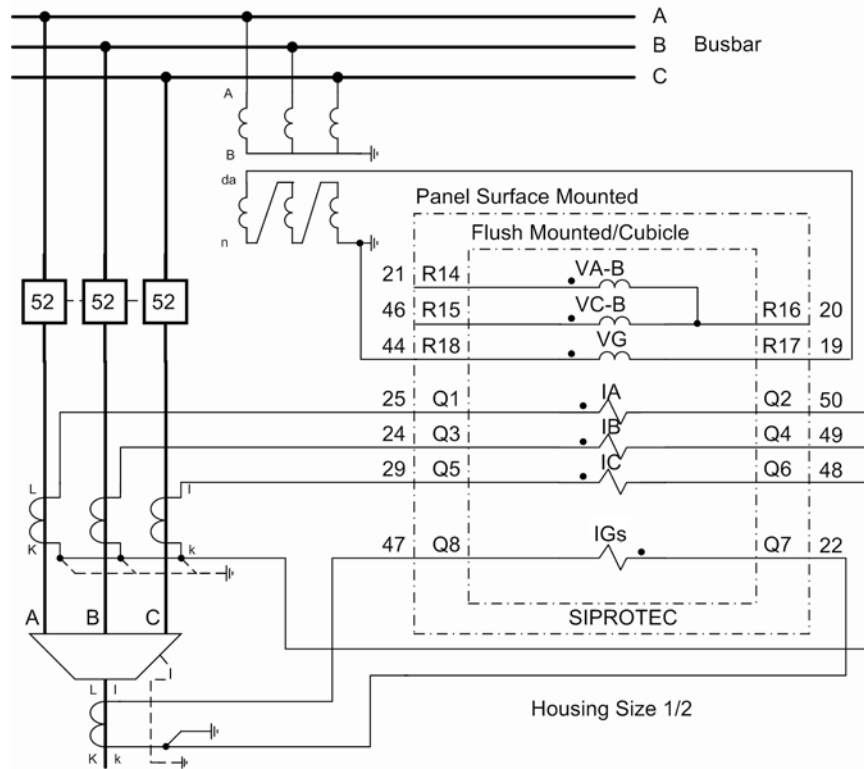 A
B Busbar
C
A
B
da
Panel Surface Mounted
Flush Mounted/Cubicle
n
21 R14 VA-B
52 52 52
46 R15 VC-B R16 20
44 R18 VG R17 19
25 Q1 IA Q2 50
24 Q3 IB Q4 49
29 Q5 IC Q6 48
L l
K k
47 Q8 IGs Q7 22
A B C
SIPROTEC
L l
Housing Size 1/2
K k